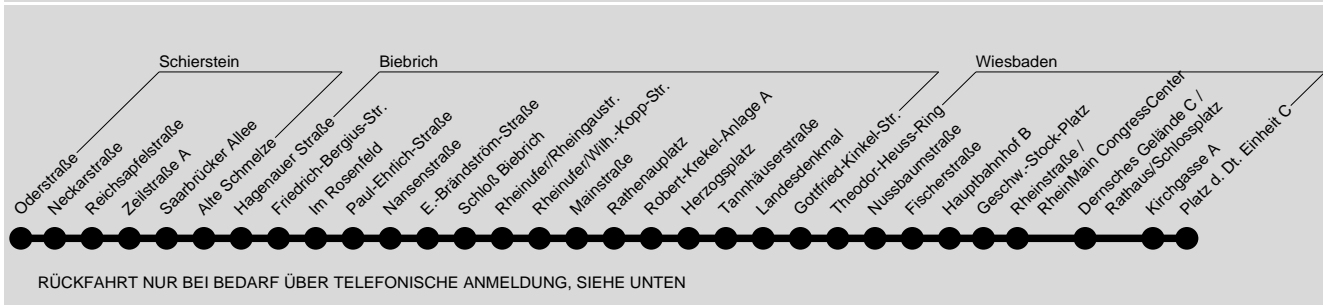 Schierstein
Biebrich
Wiesbaden
Oderstraße
Neckarstraße
Reichsapfelstraße
Zeilstraße A
Saarbrücker Allee
Alte Schmelze
Hagenauer Straße
Friedrich-Bergius-Str.
Im Rosenfeld
Paul-Ehrlich-Straße
Nansenstraße
E.-Brändström-Straße
Schloß Biebrich
Rheinufer/Rheingaustr.
Rheinufer/Wilh.-Kopp-Str.
Mainstraße
Rathenauplatz
Robert-Krekel-Anlage A
Herzogsplatz
Tannhäuserstraße
Landesdenkmal
Gottfried-Kinkel-Str.
Theodor-Heuss-Ring
Nussbaumstraße
Fischerstraße
Hauptbahnhof B
Geschw.-Stock-Platz
Rheinstraße /
RheinMain CongressCenter
Dernsches Gelände C /
Rathaus/Schlossplatz
Kirchgasse A
Platz d. Dt. Einheit C
RÜCKFAHRT NUR BEI BEDARF ÜBER TELEFONISCHE ANMELDUNG, SIEHE UNTEN